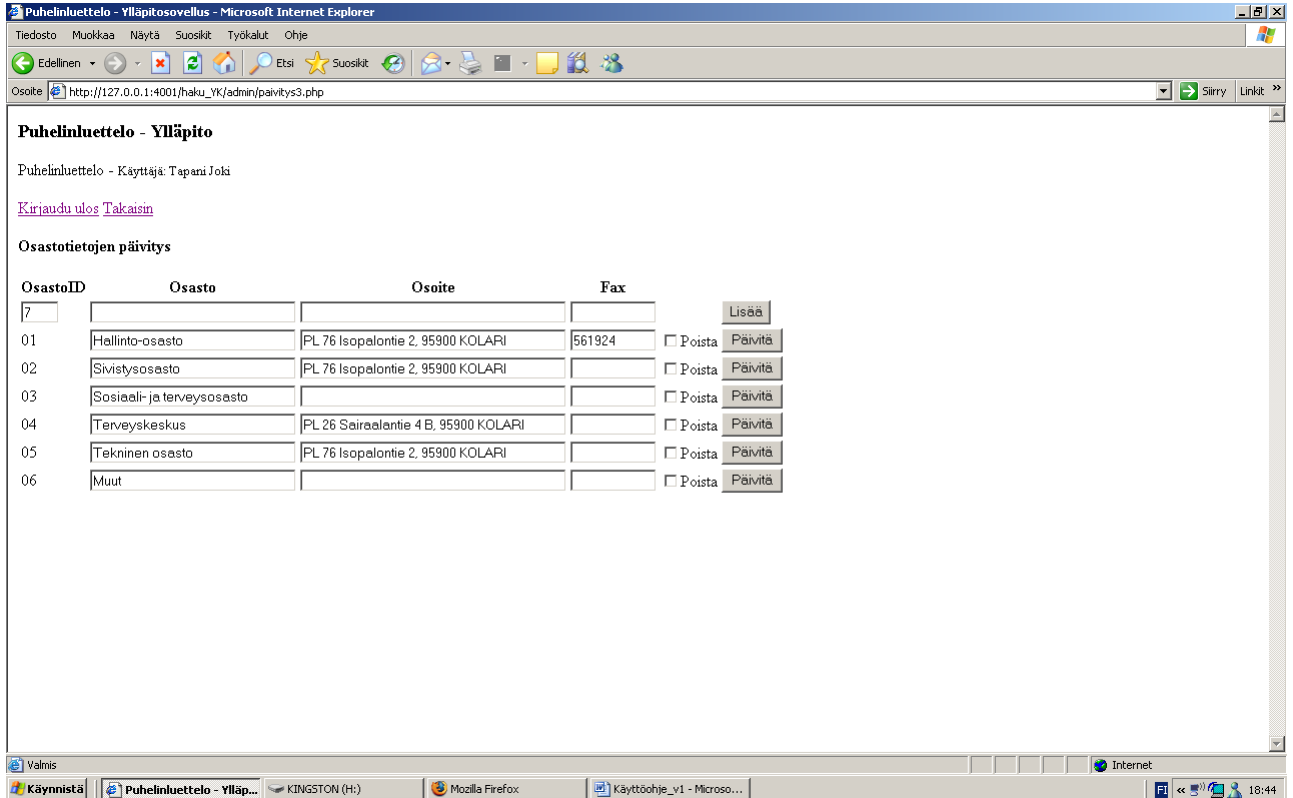 Puhelinluettelo - Ylläpitosovellus - Microsoft Internet Explorer
Tiedosto Muokkaa Näytä Suosikit Työkalut Ohje
Edellinen Etsi Suosikit
Osoite http://127.0.0.1:4001/haku_YK/admin/paivitys3.php Siirry Linkit »
Puhelinluettelo - Ylläpito
Puhelinluettelo - Käyttäjä: Tapani Joki
Kirjaudu ulos Takaisin
Osastotietojen päivitys
OsastoID Osasto Osoite Fax
7 Lisää
01 Hallinto-osasto PL 76 Isopalontie 2, 95900 KOLARI 561924 Poista Päivitä
02 Sivistysosasto PL 76 Isopalontie 2, 95900 KOLARI Poista Päivitä
03 Sosiaali- ja terveysosasto Poista Päivitä
04 Terveyskeskus PL 26 Sairaalantie 4 B, 95900 KOLARI Poista Päivitä
05 Tekninen osasto PL 76 Isopalontie 2, 95900 KOLARI Poista Päivitä
06 Muut Poista Päivitä
Valmis Internet
Käynnistä Puhelinluettelo - Ylläp... KINGSTON (H:) Mozilla Firefox Käyttöohje_v1 - Microso... FI « 18:44